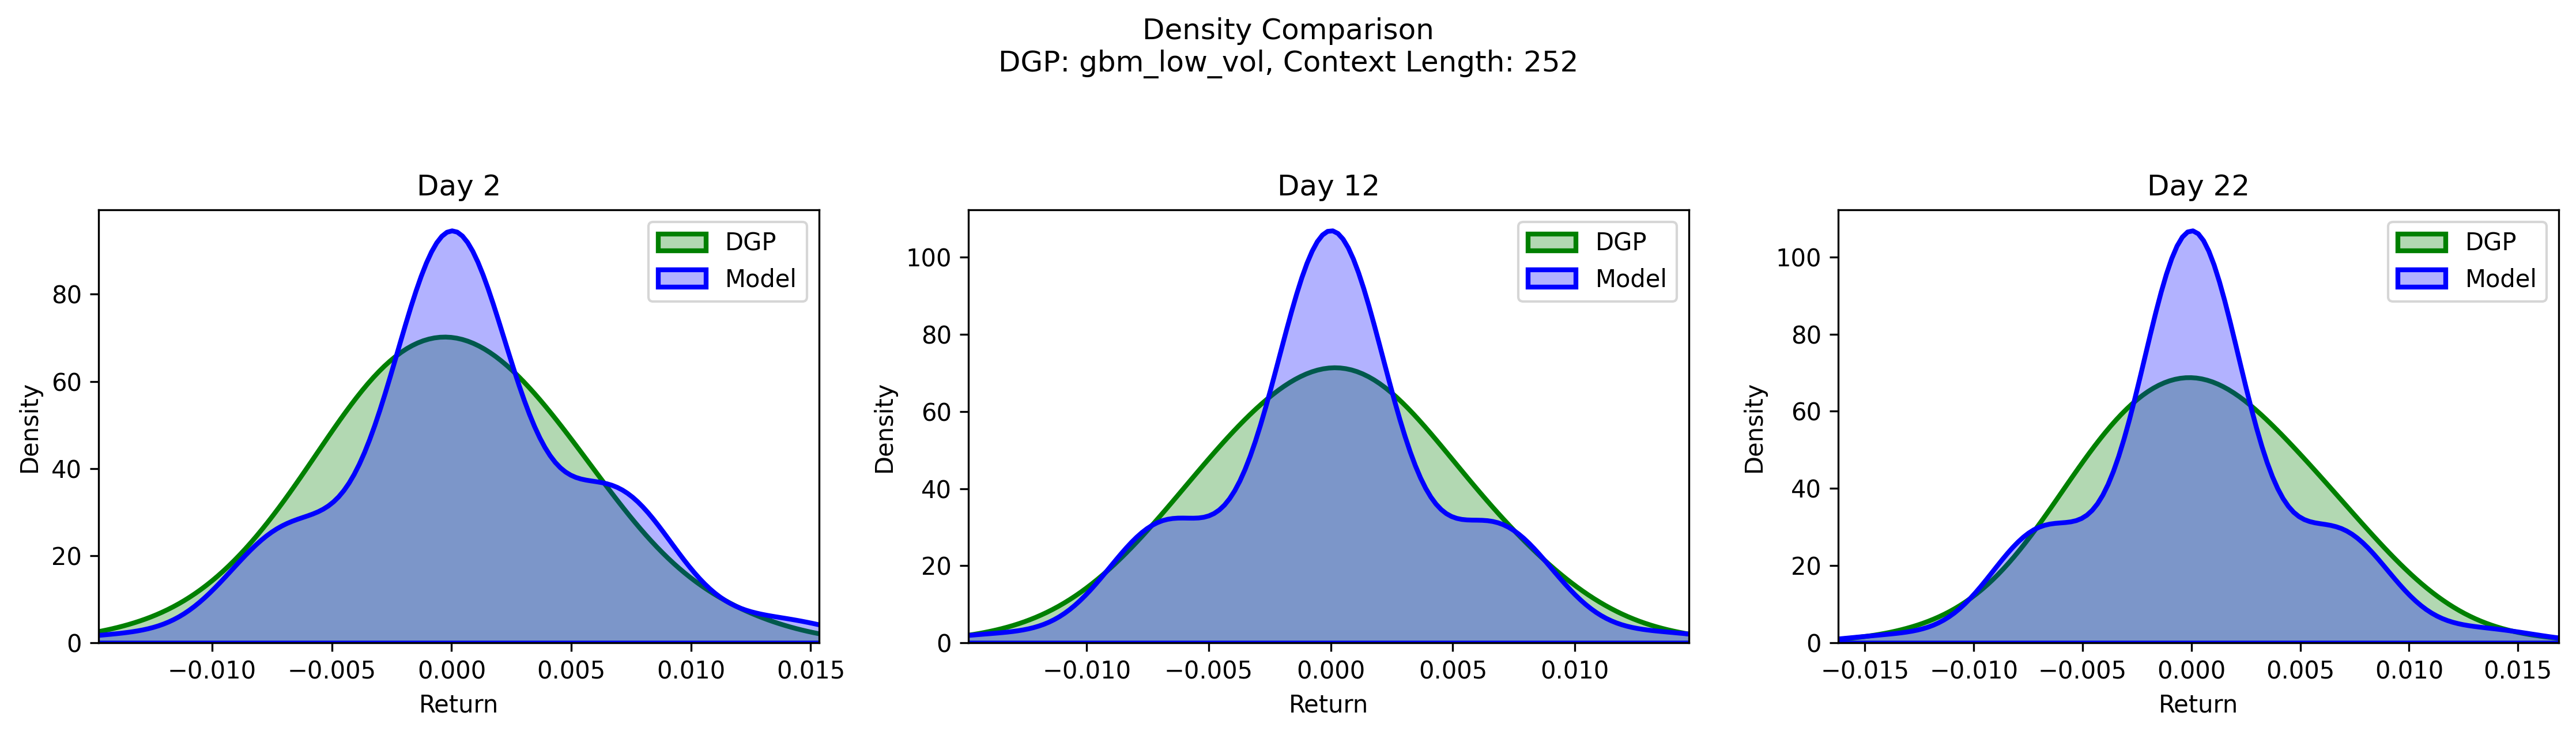 Density Comparison
DGP: gbm_low_vol, Context Length: 252
Day 2
DGP
Model
Density
80
60
40
20
0
−0.010
−0.005
0.000
0.005
0.010
0.015
Return
Day 12
DGP
Model
Density
100
80
60
40
20
0
−0.010
−0.005
0.000
0.005
0.010
Return
Day 22
DGP
Model
Density
100
80
60
40
20
0
−0.015
−0.010
−0.005
0.000
0.005
0.010
0.015
Return